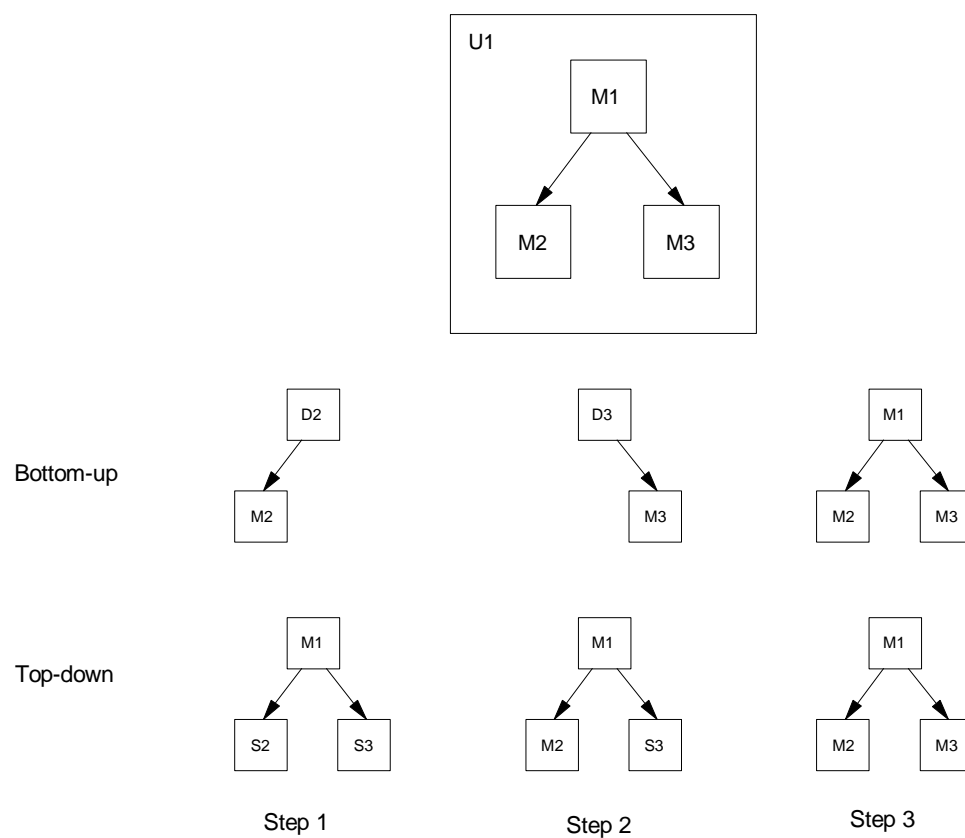 U1
M1
M2 M3
D2 D3 M1
Bottom-up
M2 M3 M2 M3
M1 M1 M1
Top-down
S2 S3 M2 S3 M2 M3
Step 1 Step 2 Step 3